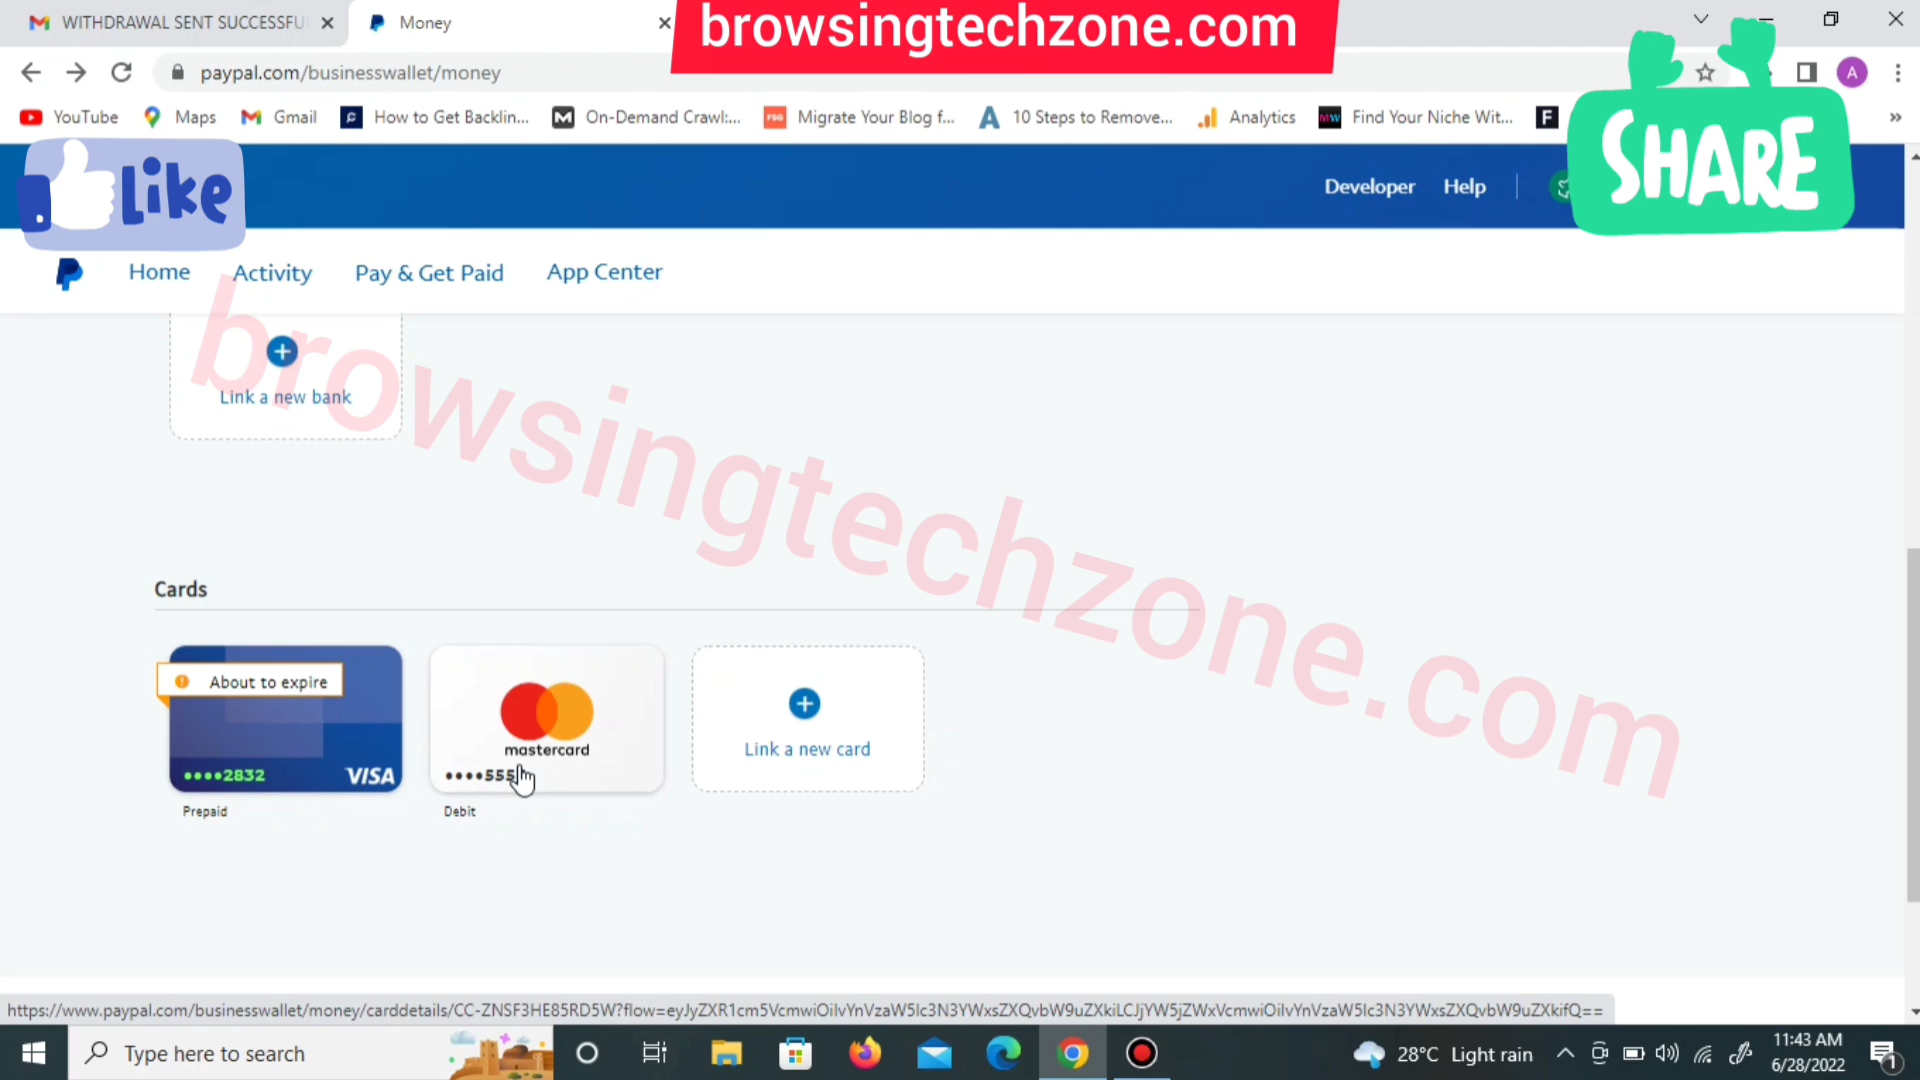 WITHDRAWAL SENT SUCCESSFU
Money
browsingtechzone.com
paypal.com/businesswallet/money
A
YouTube
Maps
Gmail
How to Get Backlin...
On-Demand Crawl:...
FSG
Migrate Your Blog f...
10 Steps to Remove...
Analytics
MW
Find Your Niche Wit...
F
»
Like
SHARE
Developer
Help
Home
Activity
Pay & Get Paid
App Center
Link a new bank
browsingtechzone.com
Cards
About to expire
••••2832
VISA
Prepaid
mastercard
••••555
Debit
Link a new card
https://www.paypal.com/businesswallet/money/carddetails/CC-ZNSF3HE85RD5W?flow=eyJyZXR1cm5VcmwiOiIvYnVzaW5lc3N3YWxsZXQvbW9uZXkiLCJjYW5jZWxVcmwiOiIvYnVzaW5lc3N3YWxsZXQvbW9uZXkifQ==
Type here to search
28°C Light rain
11:43 AM
6/28/2022
1